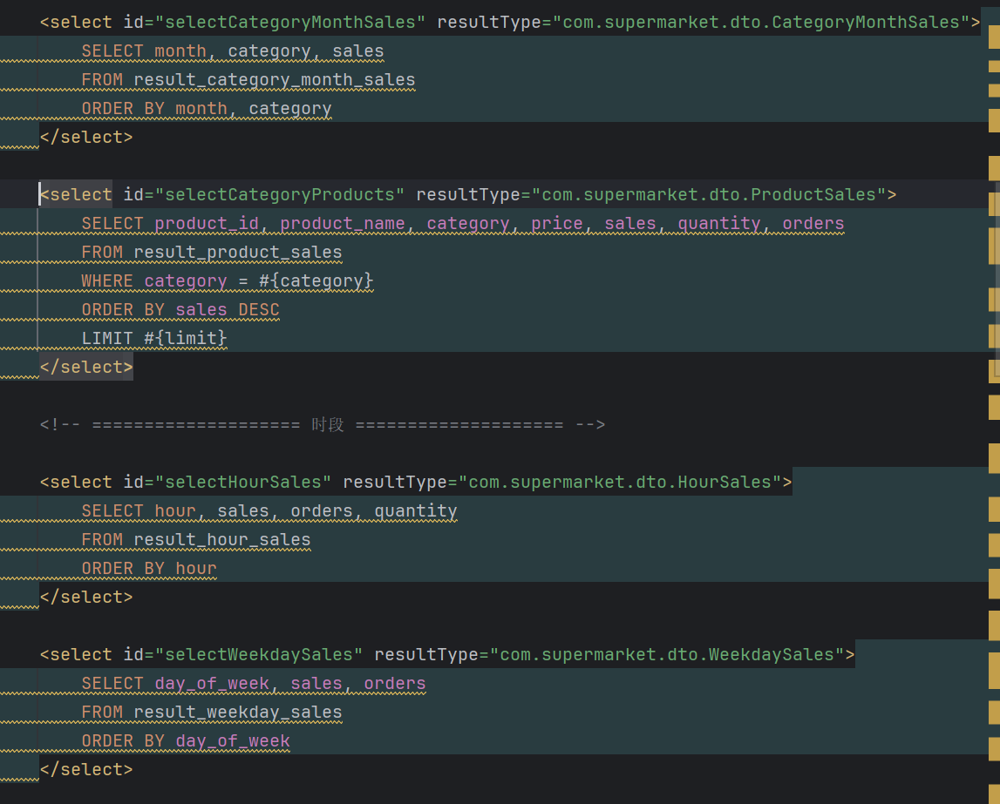 <select id="selectCategoryMonthSales" resultType="com.supermarket.dto.CategoryMonthSales">
SELECT month, category, sales
FROM result_category_month_sales
ORDER BY month, category
</select>
<select id="selectCategoryProducts" resultType="com.supermarket.dto.ProductSales">
SELECT product_id, product_name, category, price, sales, quantity, orders
FROM result_product_sales
WHERE category = #{category}
ORDER BY sales DESC
LIMIT #{limit}
</select>
<!-- ==================== 时段 ==================== -->
<select id="selectHourSales" resultType="com.supermarket.dto.HourSales">
SELECT hour, sales, orders, quantity
FROM result_hour_sales
ORDER BY hour
</select>
<select id="selectWeekdaySales" resultType="com.supermarket.dto.WeekdaySales">
SELECT day_of_week, sales, orders
FROM result_weekday_sales
ORDER BY day_of_week
</select>